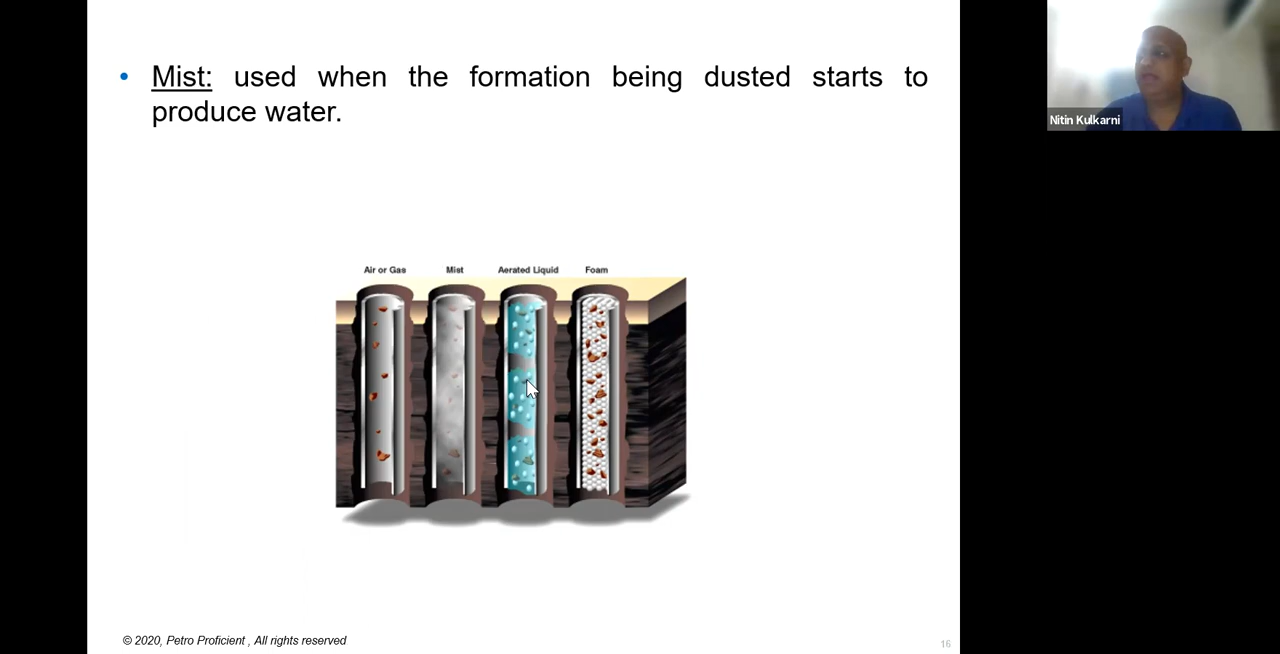 • Mist: used when the formation being dusted starts to
produce water.
Nitin Kulkarni
Air or Gas Mist Aerated Liquid Foam
© 2020, Petro Proficient , All rights reserved
16